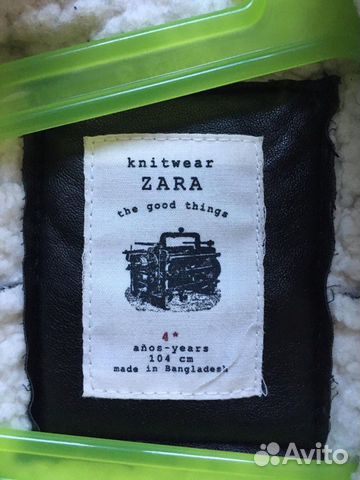 knitwear
ZARA
the good things
4*
años-years
104 cm
made in Bangladesh
Avito